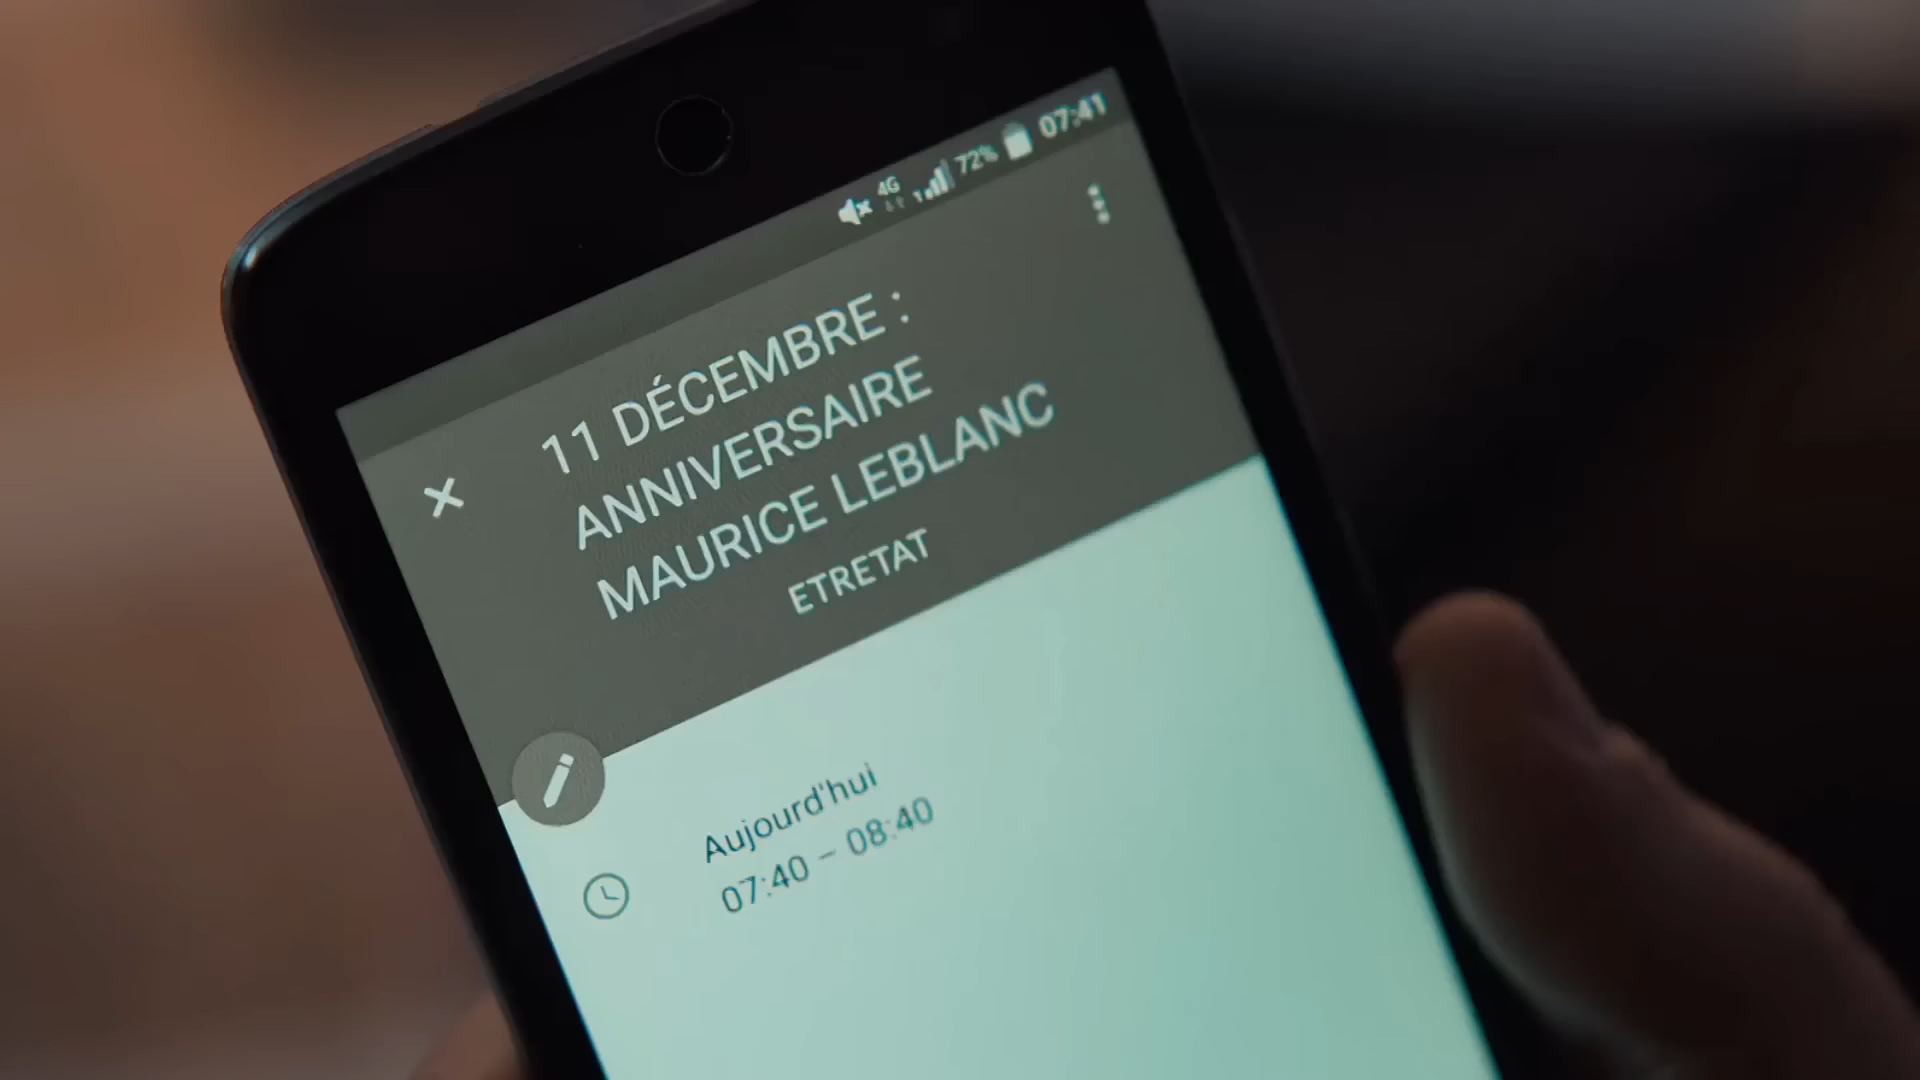 4G 72% 07:41
11 DÉCEMBRE :
ANNIVERSAIRE
MAURICE LEBLANC
ETRETAT
Aujourd'hui
07:40 – 08:40